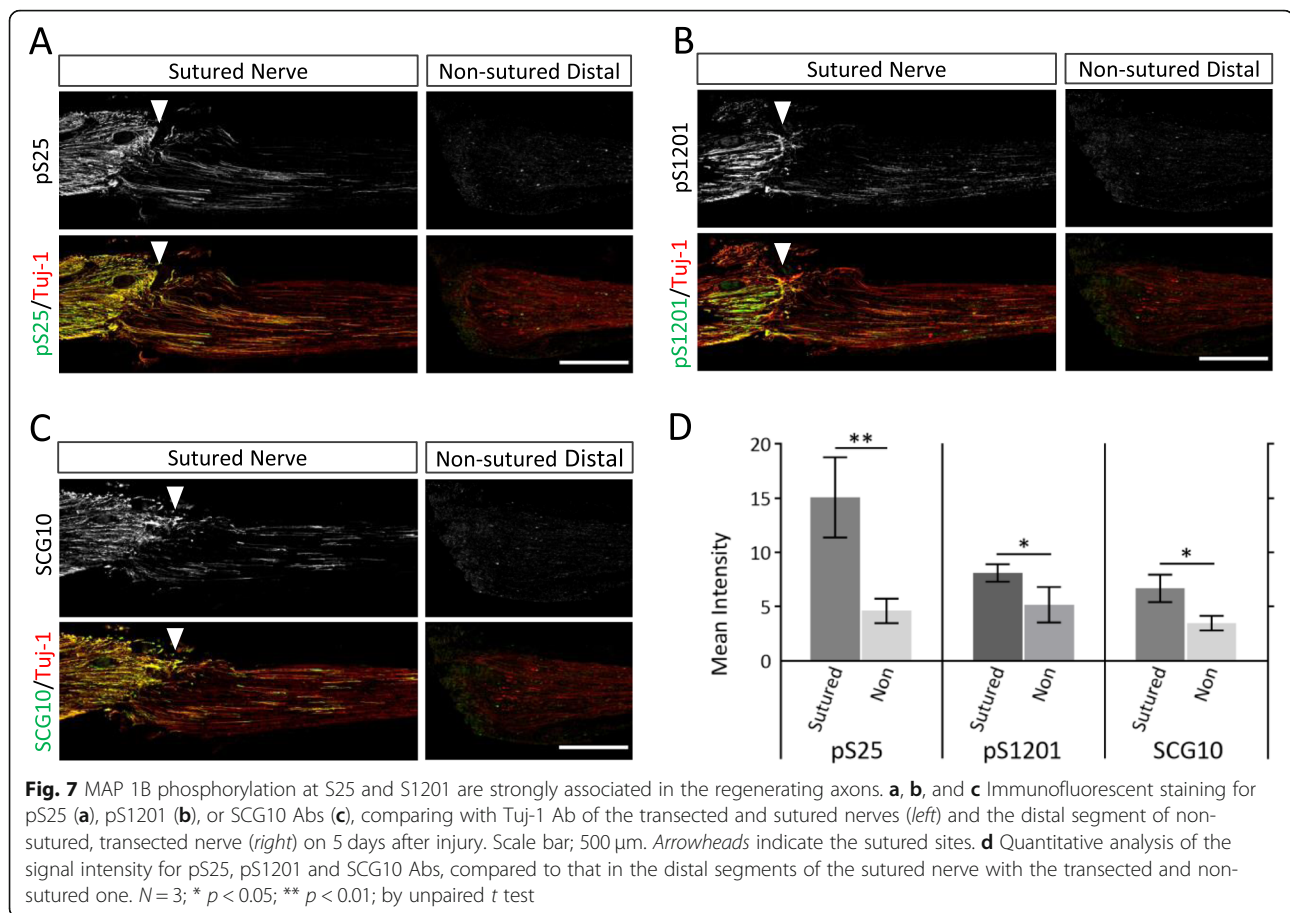 A
Sutured Nerve
Non-sutured Distal
pS25
pS25/Tuj-1
B
Sutured Nerve
Non-sutured Distal
pS1201
pS1201/Tuj-1
C
Sutured Nerve
Non-sutured Distal
SCG10
SCG10/Tuj-1
D
Mean Intensity
20
15
10
5
0
**
*
*
Sutured
Non
Sutured
Non
Sutured
Non
pS25
pS1201
SCG10
Fig. 7 MAP 1B phosphorylation at S25 and S1201 are strongly associated in the regenerating axons. a, b, and c Immunofluorescent staining for
pS25 (a), pS1201 (b), or SCG10 Abs (c), comparing with Tuj-1 Ab of the transected and sutured nerves (left) and the distal segment of non-
sutured, transected nerve (right) on 5 days after injury. Scale bar; 500 μm. Arrowheads indicate the sutured sites. d Quantitative analysis of the
signal intensity for pS25, pS1201 and SCG10 Abs, compared to that in the distal segments of the sutured nerve with the transected and non-
sutured one. N = 3; * p < 0.05; ** p < 0.01; by unpaired t test